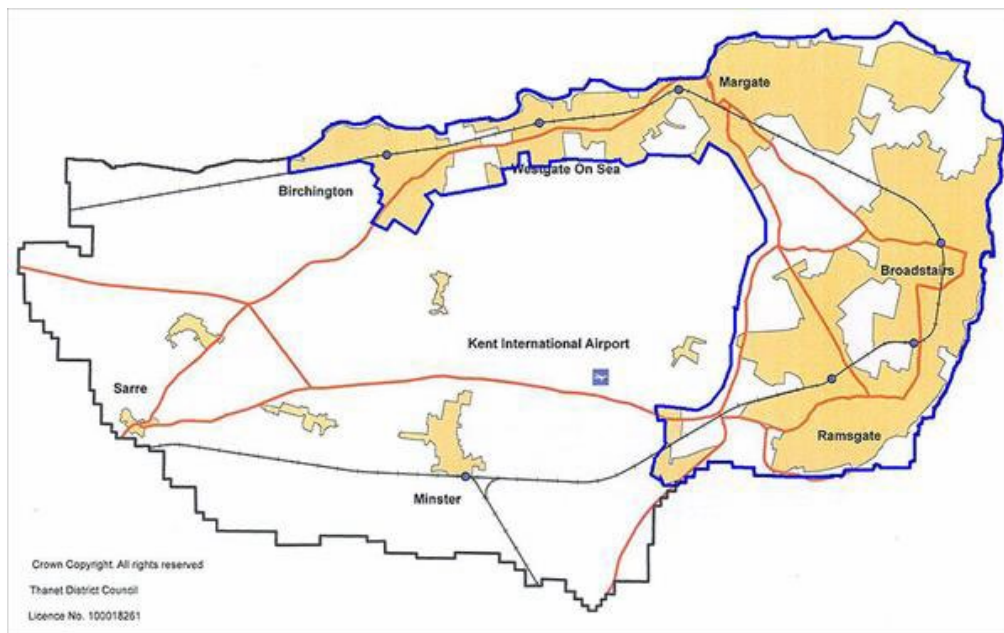 Margate
Westgate On Sea
Birchington
Broadstairs
Kent International Airport
Sarre
Ramsgate
Minster
Crown Copyright. All rights reserved
Thanet District Council
Licence No. 100018261